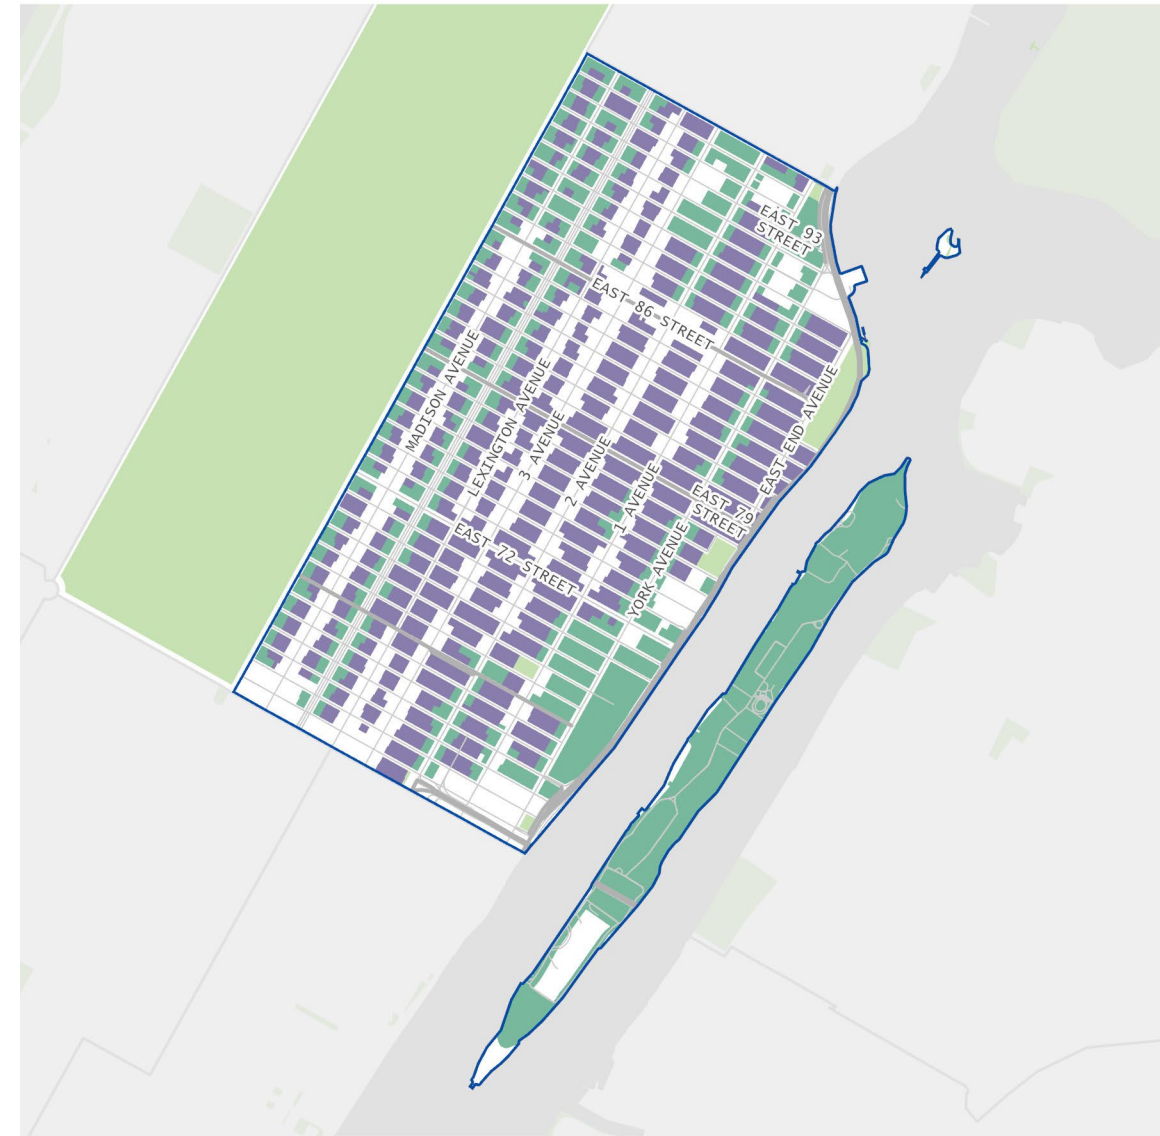 EAST 93
STREET
EAST 86 STREET
MADISON AVENUE
LEXINGTON AVENUE
3 AVENUE
2 AVENUE
1 AVENUE
EAST END AVENUE
EAST 79
STREET
EAST 72 STREET
YORK AVENUE